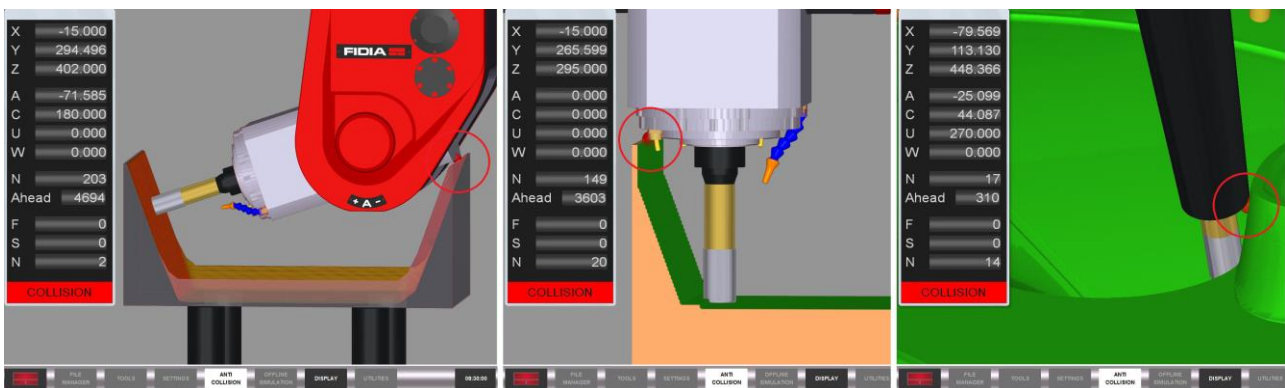 X -15.000
Y 294.496
Z 402.000
A -71.585
C 180.000
U 0.000
W 0.000
N 203
Ahead 4694
F 0
S 0
N 2
COLLISION
FIDIA
+ A -
FILE MANAGER
TOOLS
SETTINGS
ANTI COLLISION
OFFLINE SIMULATION
DISPLAY
UTILITIES
08:30:00
X -15.000
Y 265.599
Z 295.000
A 0.000
C 0.000
U 0.000
W 0.000
N 149
Ahead 3603
F 0
S 0
N 20
COLLISION
FILE MANAGER
TOOLS
SETTINGS
ANTI COLLISION
OFFLINE SIMULATION
DISPLAY
UTILITIES
X -79.569
Y 113.130
Z 448.366
A -25.099
C 44.087
U 270.000
W 0.000
N 17
Ahead 310
F 0
S 0
N 14
COLLISION
FILE MANAGER
TOOLS
SETTINGS
ANTI COLLISION
OFFLINE SIMULATION
DISPLAY